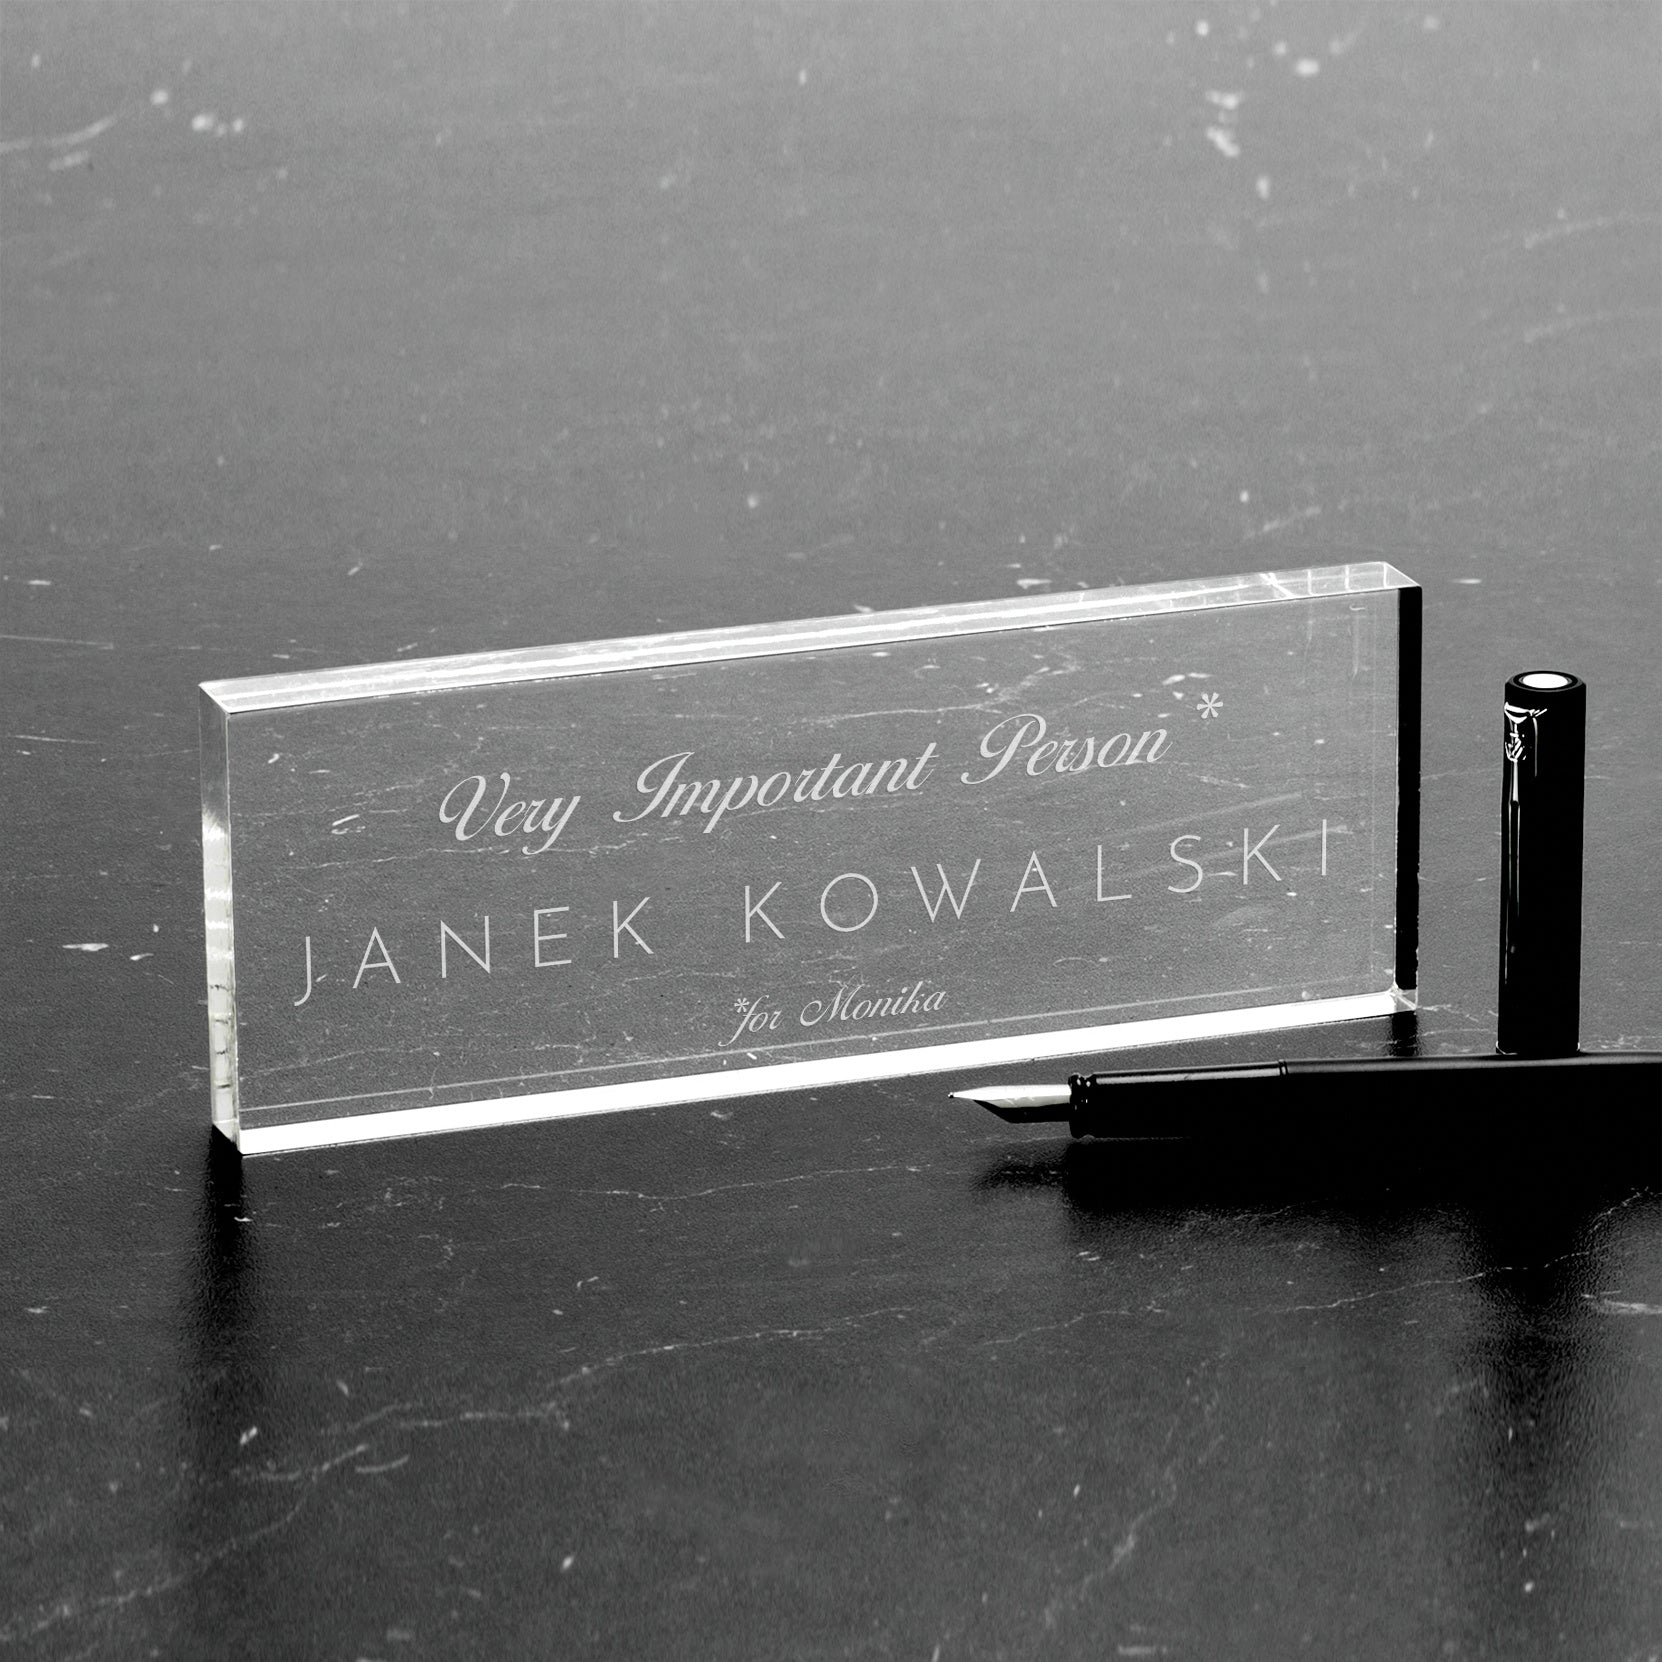 Very Important Person*
JANEK KOWALSKI
*for Monika